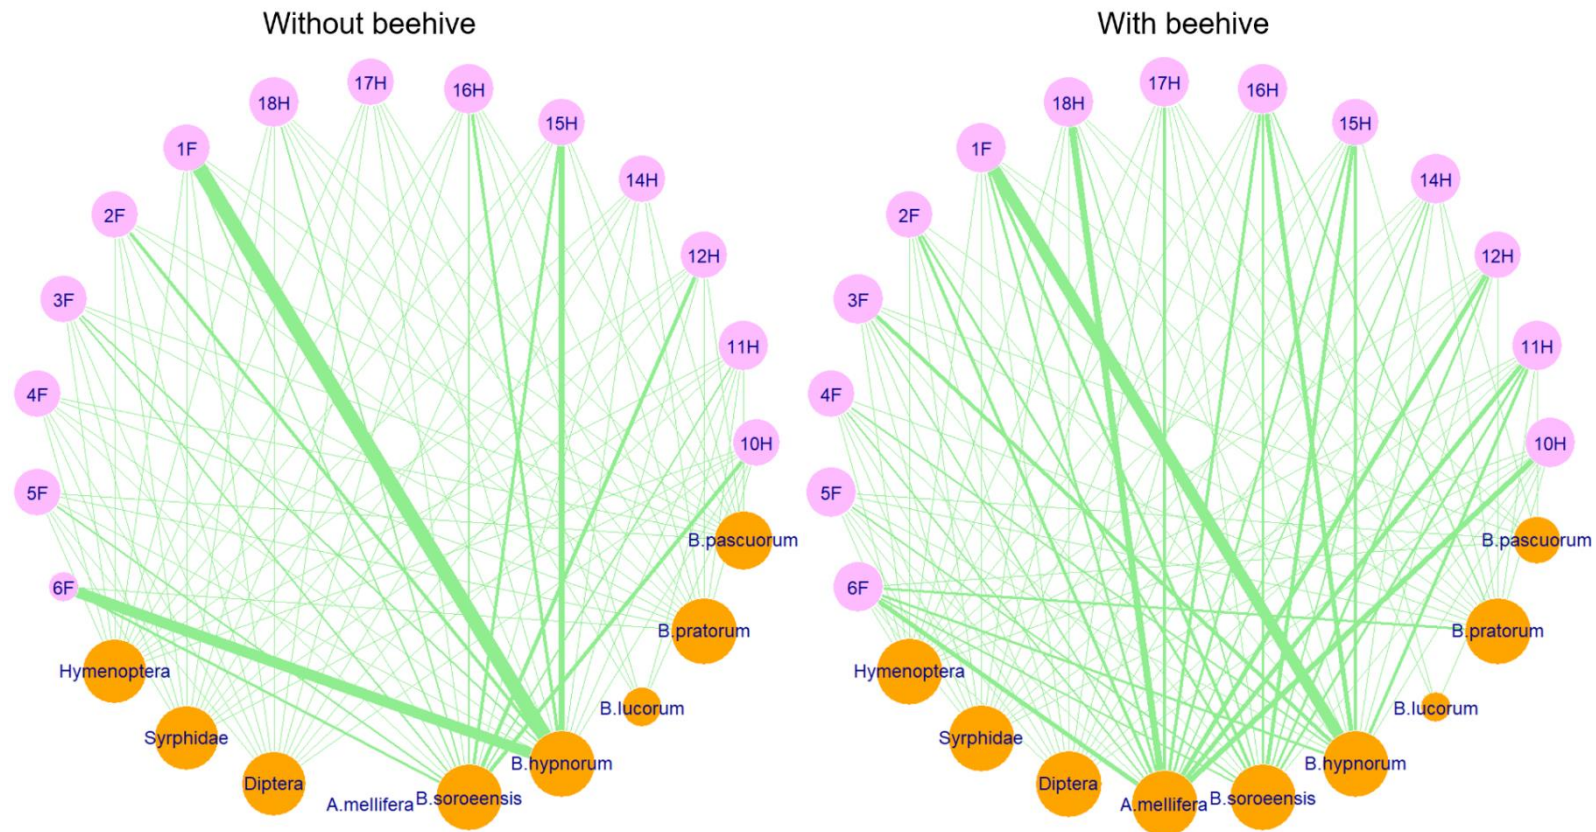 Without beehive
17H
16H
18H
15H
1F
14H
2F
12H
3F
11H
4F
10H
5F
B.pascuorum
6F
B.pratorum
Hymenoptera
B.lucorum
Syrphidae
B.hypnorum
Diptera
B.soroeensis
A.mellifera
With beehive
17H
16H
18H
15H
1F
14H
2F
12H
3F
11H
4F
10H
5F
B.pascuorum
6F
B.pratorum
Hymenoptera
B.lucorum
Syrphidae
B.hypnorum
Diptera
B.soroeensis
A.mellifera